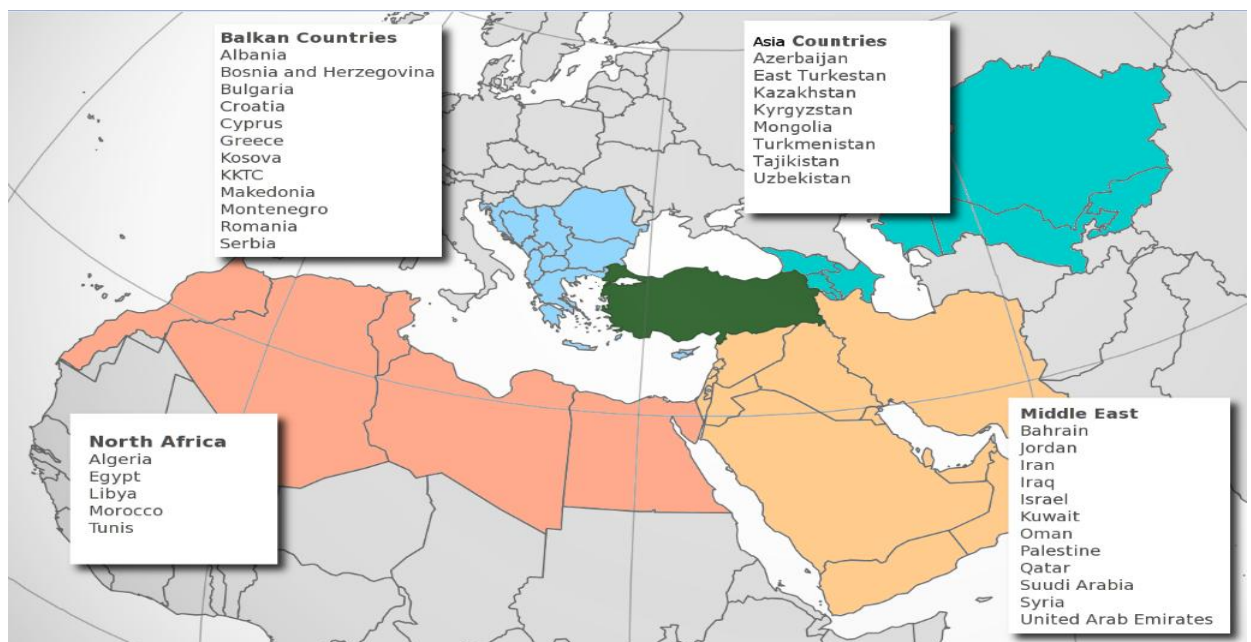 Balkan Countries
Albania
Bosnia and Herzegovina
Bulgaria
Croatia
Cyprus
Greece
Kosova
KKTC
Makedonia
Montenegro
Romania
Serbia
Asia Countries
Azerbaijan
East Turkestan
Kazakhstan
Kyrgyzstan
Mongolia
Turkmenistan
Tajikistan
Uzbekistan
North Africa
Algeria
Egypt
Libya
Morocco
Tunis
Middle East
Bahrain
Jordan
Iran
Iraq
Israel
Kuwait
Oman
Palestine
Qatar
Suudi Arabia
Syria
United Arab Emirates